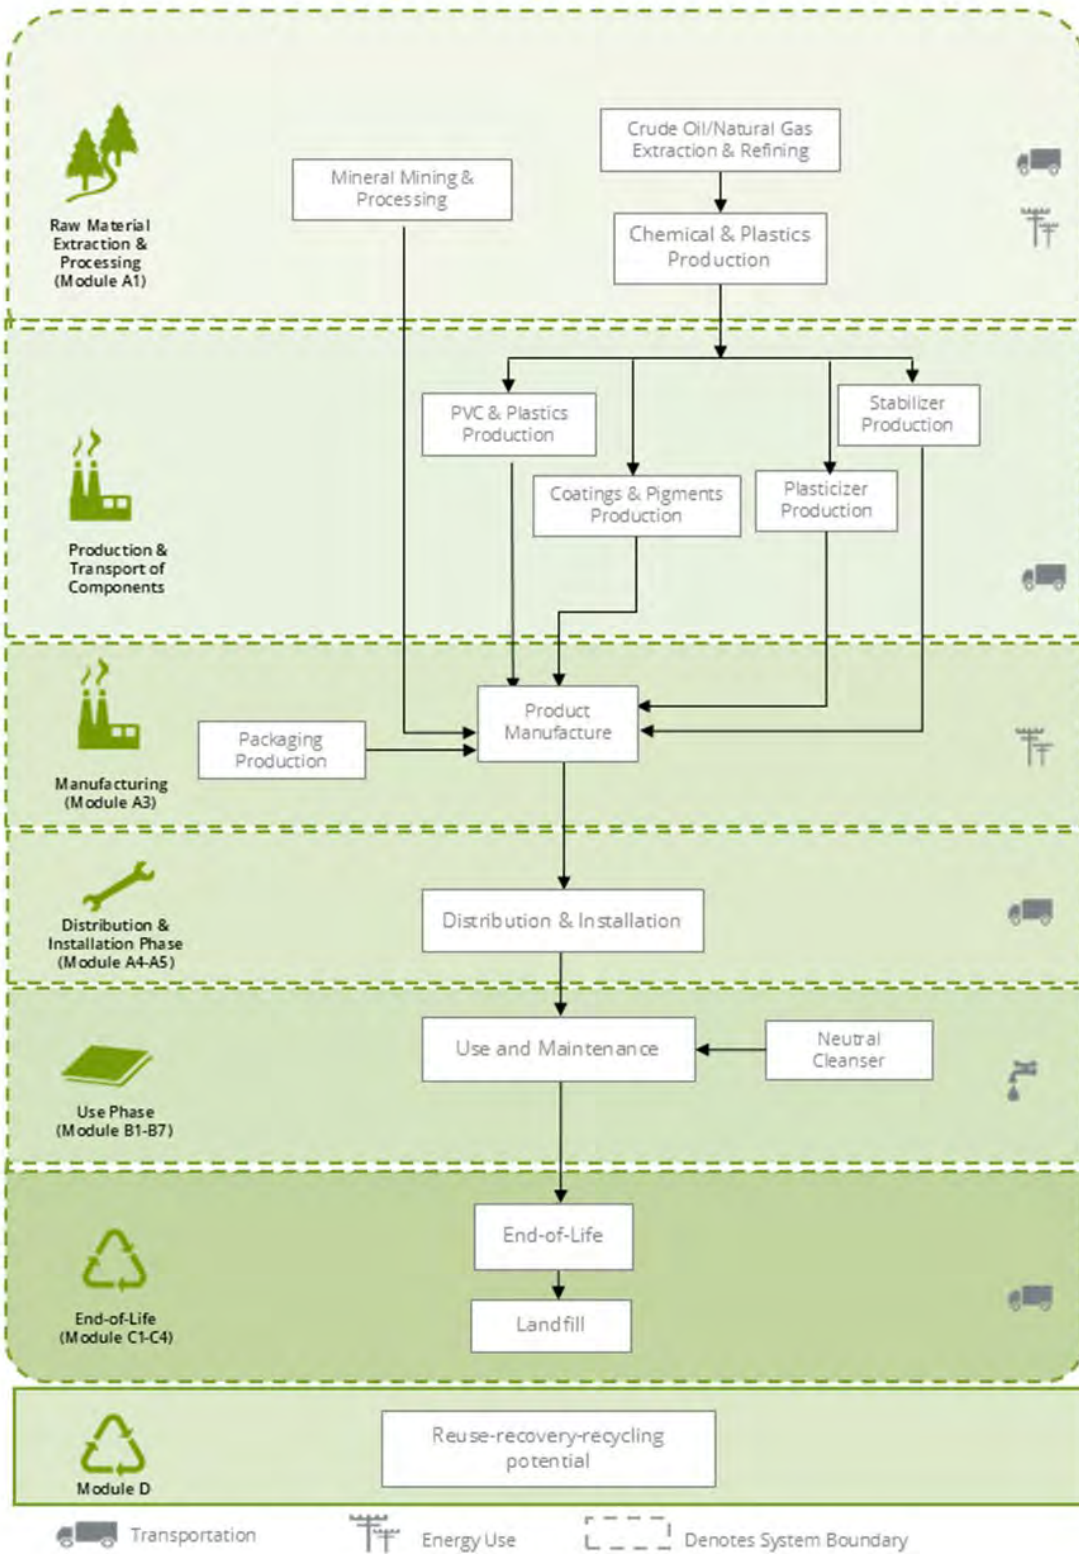 Crude Oil/Natural Gas
Extraction & Refining
Mineral Mining &
Processing
Raw Material
Extraction &
Processing
(Module A1)
Chemical & Plastics
Production
PVC & Plastics
Production
Stabilizer
Production
Coatings & Pigments
Production
Plasticizer
Production
Production &
Transport of
Components
Product
Manufacture
Packaging
Production
Manufacturing
(Module A3)
Distribution &
Installation Phase
(Module A4-A5)
Distribution & Installation
Use and Maintenance
Neutral
Cleanser
Use Phase
(Module B1-B7)
End-of-Life
End-of-Life
(Module C1-C4)
Landfill
Reuse-recovery-recycling
potential
Module D
Transportation
Energy Use
Denotes System Boundary